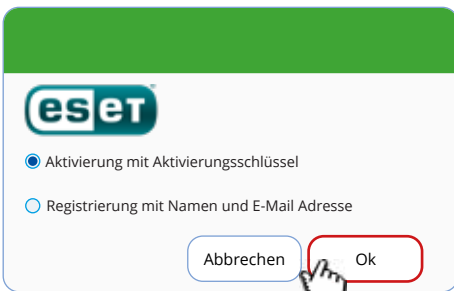 eset
Aktivierung mit Aktivierungsschlüssel
Registrierung mit Namen und E-Mail Adresse
Abbrechen Ok